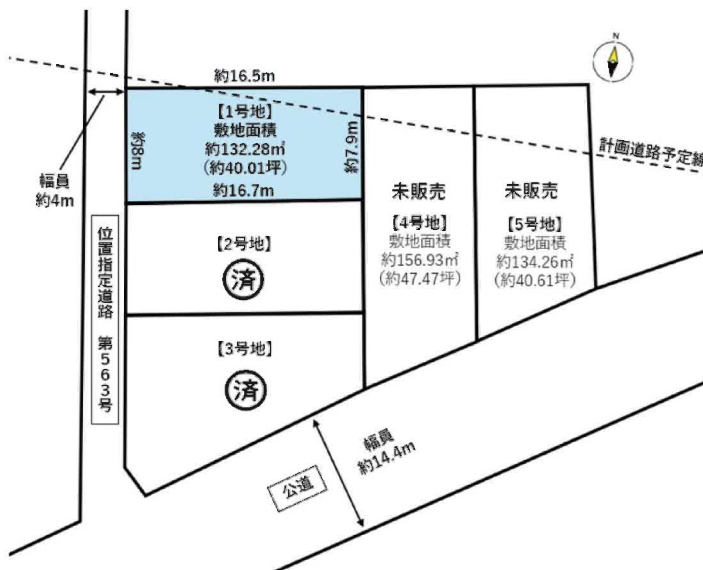 N
約16.5m
【1号地】
敷地面積
約132.28㎡
(約40.01坪)
約8m
約7.9m
約16.7m
幅員
約4m
計画道路予定線
未販売
【4号地】
敷地面積
約156.93㎡
(約47.47坪)
未販売
【5号地】
敷地面積
約134.26㎡
(約40.61坪)
位置指定道路 第563号
【2号地】
済
【3号地】
済
幅員
約14.4m
公道